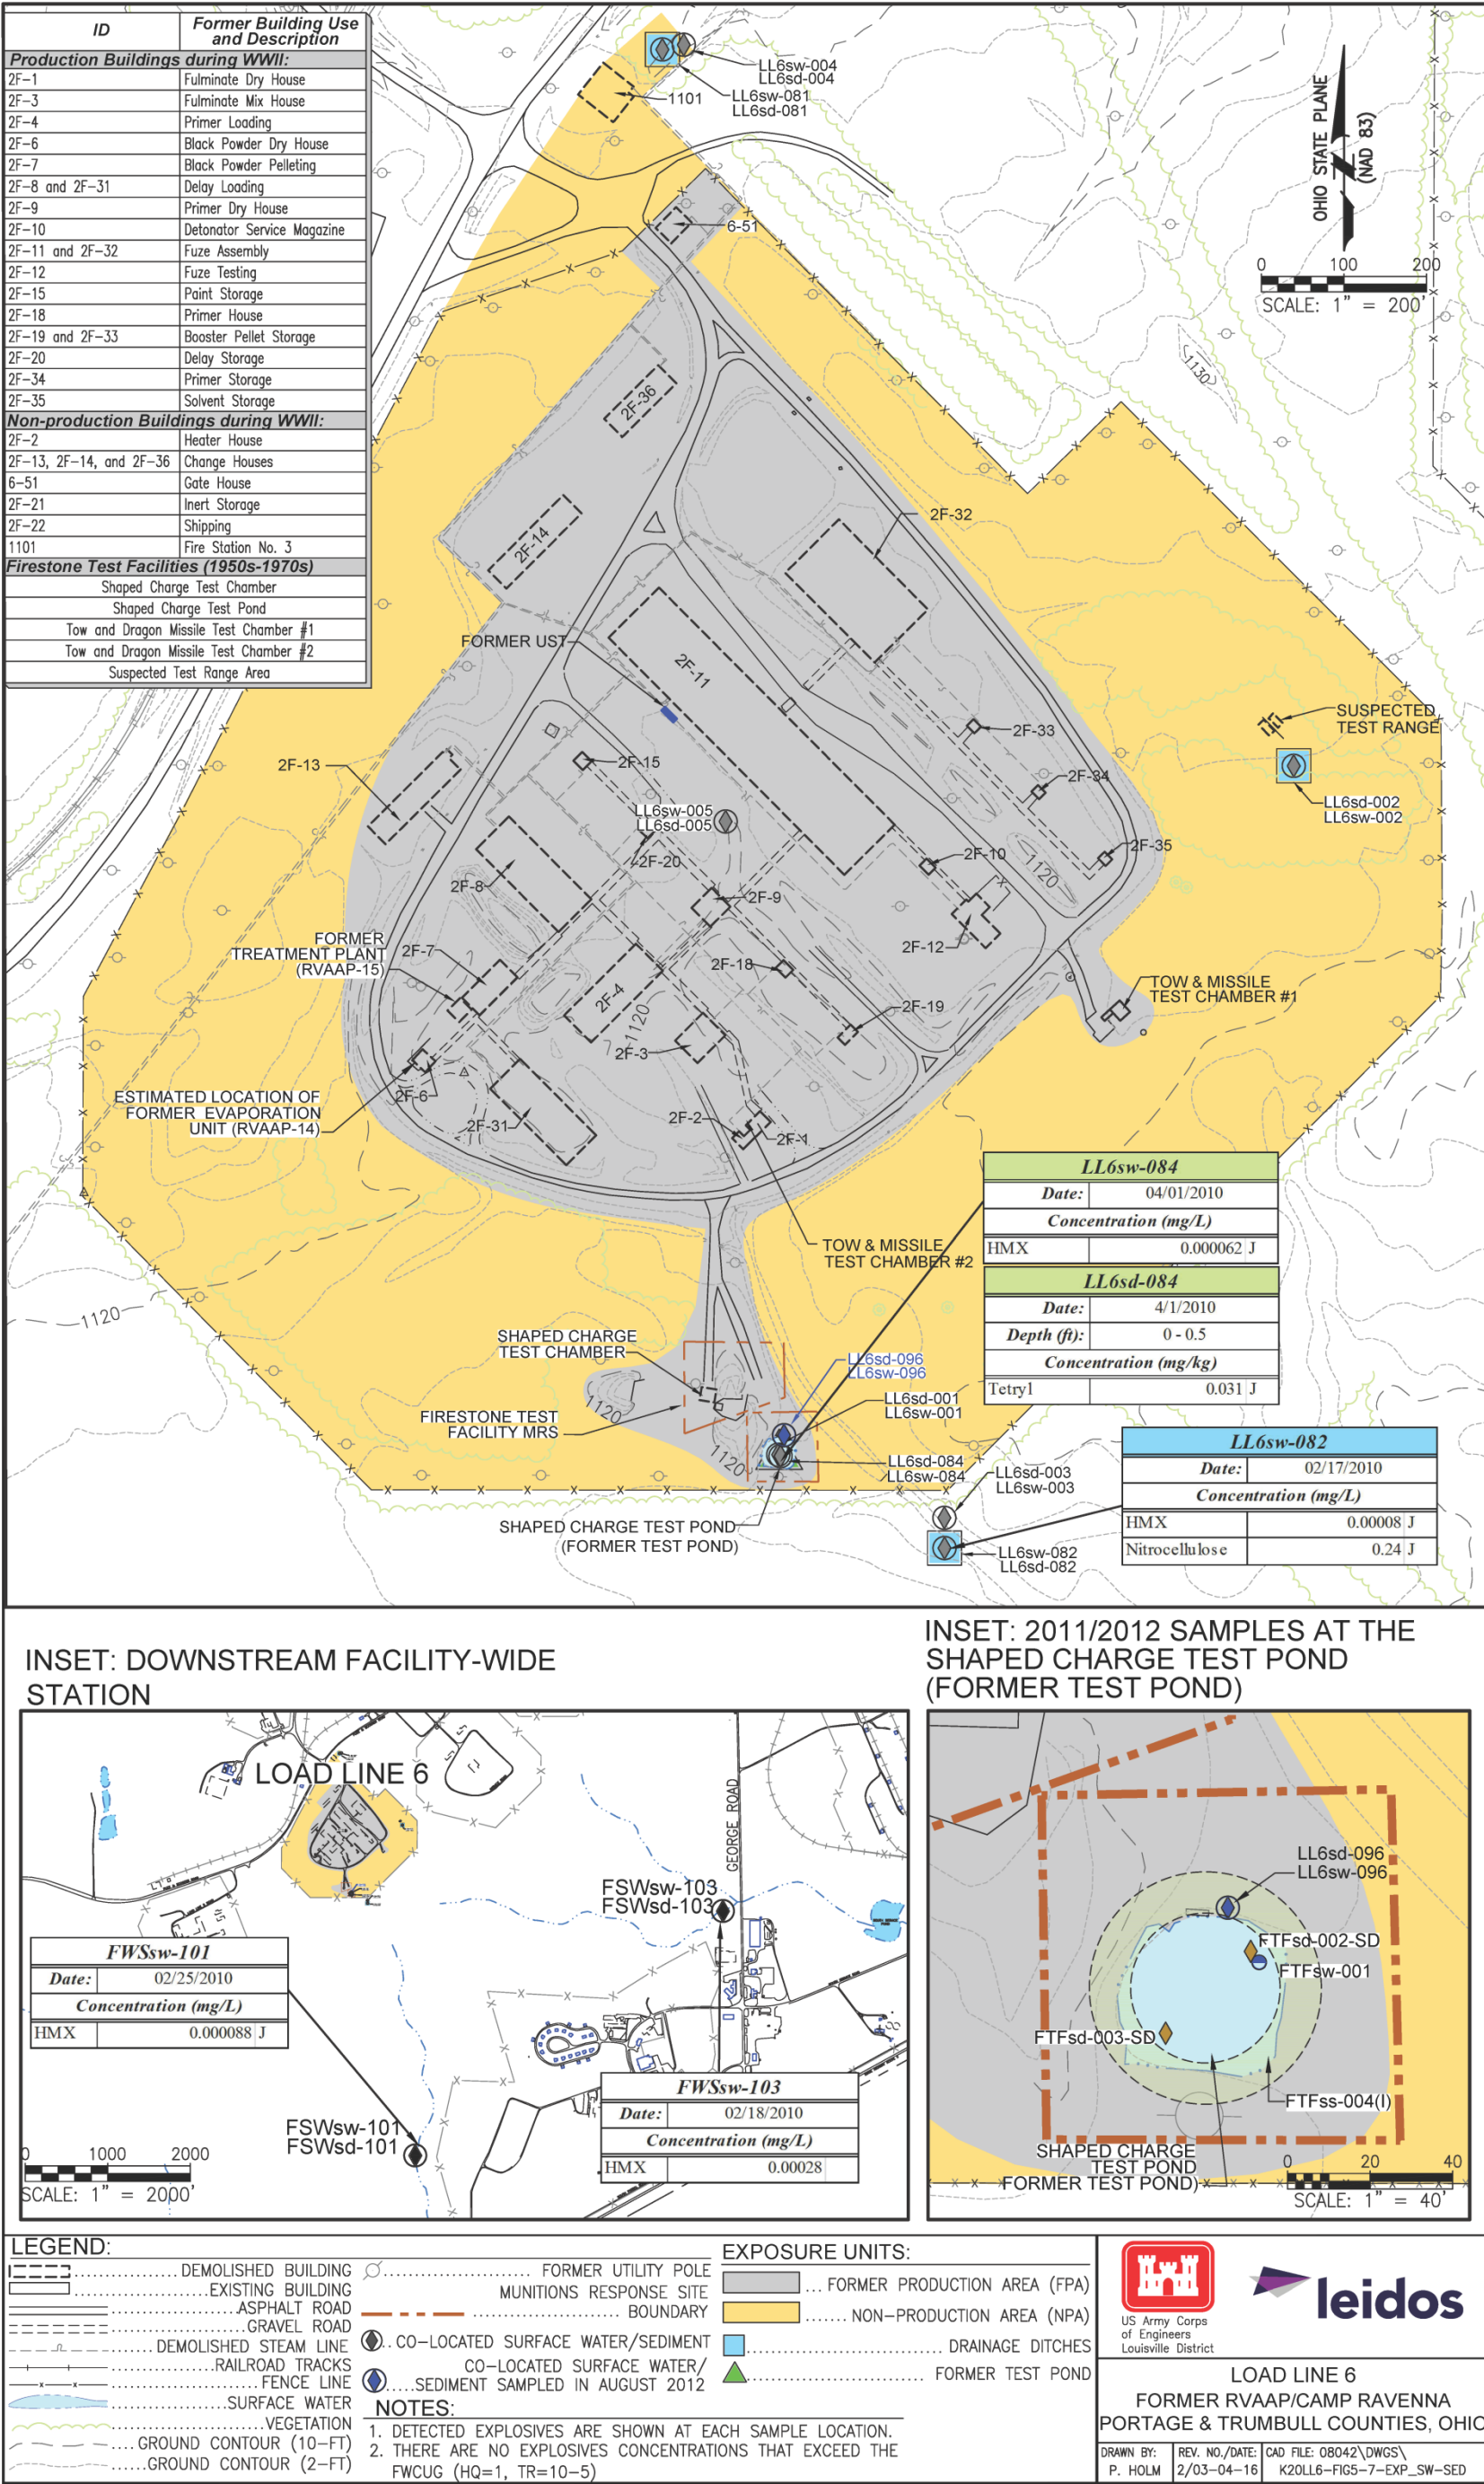 ID Former Building Use
and Description
Production Buildings during WWII:
2F-1 Fulminate Dry House
2F-3 Fulminate Mix House
2F-4 Primer Loading
2F-6 Black Powder Dry House
2F-7 Black Powder Pelleting
2F-8 and 2F-31 Delay Loading
2F-9 Primer Dry House
2F-10 Detonator Service Magazine
2F-11 and 2F-32 Fuze Assembly
2F-12 Fuze Testing
2F-15 Paint Storage
2F-18 Primer House
2F-19 and 2F-33 Booster Pellet Storage
2F-20 Delay Storage
2F-34 Primer Storage
2F-35 Solvent Storage
Non-production Buildings during WWII:
2F-2 Heater House
2F-13, 2F-14, and 2F-36 Change Houses
6-51 Gate House
2F-21 Inert Storage
2F-22 Shipping
1101 Fire Station No. 3
Firestone Test Facilities (1950s-1970s)
Shaped Charge Test Chamber
Shaped Charge Test Pond
Tow and Dragon Missile Test Chamber #1
Tow and Dragon Missile Test Chamber #2
Suspected Test Range Area
LL6sw-004
LL6sd-004
LL6sw-081
LL6sd-081
1101
6-51
OHIO STATE PLANE
(NAD 83)
0 100 200
SCALE: 1" = 200'
1130
2F-36
2F-14
2F-32
FORMER UST
2F-11
2F-33
SUSPECTED
TEST RANGE
2F-13
2F-15
2F-34
LL6sd-002
LL6sw-002
LL6sw-005
LL6sd-005
2F-20
2F-10
2F-35
1120
2F-8
2F-9
FORMER
TREATMENT PLANT
(RVAAP-15)
2F-7
2F-12
2F-18
TOW & MISSILE
TEST CHAMBER #1
2F-4
2F-19
1120
2F-3
2F-6
ESTIMATED LOCATION OF
FORMER EVAPORATION
UNIT (RVAAP-14)
2F-31
2F-2
2F-1
LL6sw-084
Date: 04/01/2010
Concentration (mg/L)
HMX 0.000062 J
TOW & MISSILE
TEST CHAMBER #2
LL6sd-084
Date: 4/1/2010
Depth (ft): 0 - 0.5
Concentration (mg/kg)
Tetryl 0.031 J
1120
SHAPED CHARGE
TEST CHAMBER
LL6sd-096
LL6sw-096
1120
LL6sd-001
LL6sw-001
FIRESTONE TEST
FACILITY MRS
1120
LL6sd-084
LL6sw-084
LL6sd-003
LL6sw-003
LL6sw-082
Date: 02/17/2010
Concentration (mg/L)
HMX 0.00008 J
Nitrocellulose 0.24 J
SHAPED CHARGE TEST POND
(FORMER TEST POND)
LL6sw-082
LL6sd-082
INSET: DOWNSTREAM FACILITY-WIDE
STATION
LOAD LINE 6
GEORGE ROAD
FSWsw-103
FSWsd-103
FWSsw-101
Date: 02/25/2010
Concentration (mg/L)
HMX 0.000088 J
FWSsw-103
Date: 02/18/2010
Concentration (mg/L)
HMX 0.00028
FSWsw-101
FSWsd-101
0 1000 2000
SCALE: 1" = 2000'
INSET: 2011/2012 SAMPLES AT THE
SHAPED CHARGE TEST POND
(FORMER TEST POND)
LL6sd-096
LL6sw-096
FTFsd-002-SD
FTFsw-001
FTFsd-003-SD
FTFss-004(I)
SHAPED CHARGE
TEST POND
FORMER TEST POND)
0 20 40
SCALE: 1" = 40'
LEGEND:
DEMOLISHED BUILDING
EXISTING BUILDING
ASPHALT ROAD
GRAVEL ROAD
DEMOLISHED STEAM LINE
RAILROAD TRACKS
FENCE LINE
SURFACE WATER
VEGETATION
GROUND CONTOUR (10-FT)
GROUND CONTOUR (2-FT)
FORMER UTILITY POLE
MUNITIONS RESPONSE SITE
BOUNDARY
CO-LOCATED SURFACE WATER/SEDIMENT
CO-LOCATED SURFACE WATER/
SEDIMENT SAMPLED IN AUGUST 2012
NOTES:
1. DETECTED EXPLOSIVES ARE SHOWN AT EACH SAMPLE LOCATION.
2. THERE ARE NO EXPLOSIVES CONCENTRATIONS THAT EXCEED THE
FWCUG (HQ=1, TR=10-5)
EXPOSURE UNITS:
FORMER PRODUCTION AREA (FPA)
NON-PRODUCTION AREA (NPA)
DRAINAGE DITCHES
FORMER TEST POND
US Army Corps
of Engineers
Louisville District
leidos
LOAD LINE 6
FORMER RVAAP/CAMP RAVENNA
PORTAGE & TRUMBULL COUNTIES, OHIO
DRAWN BY: REV. NO./DATE: CAD FILE: 08042\DWGS\
P. HOLM 2/03-04-16 K20LL6-FIG5-7-EXP_SW-SED